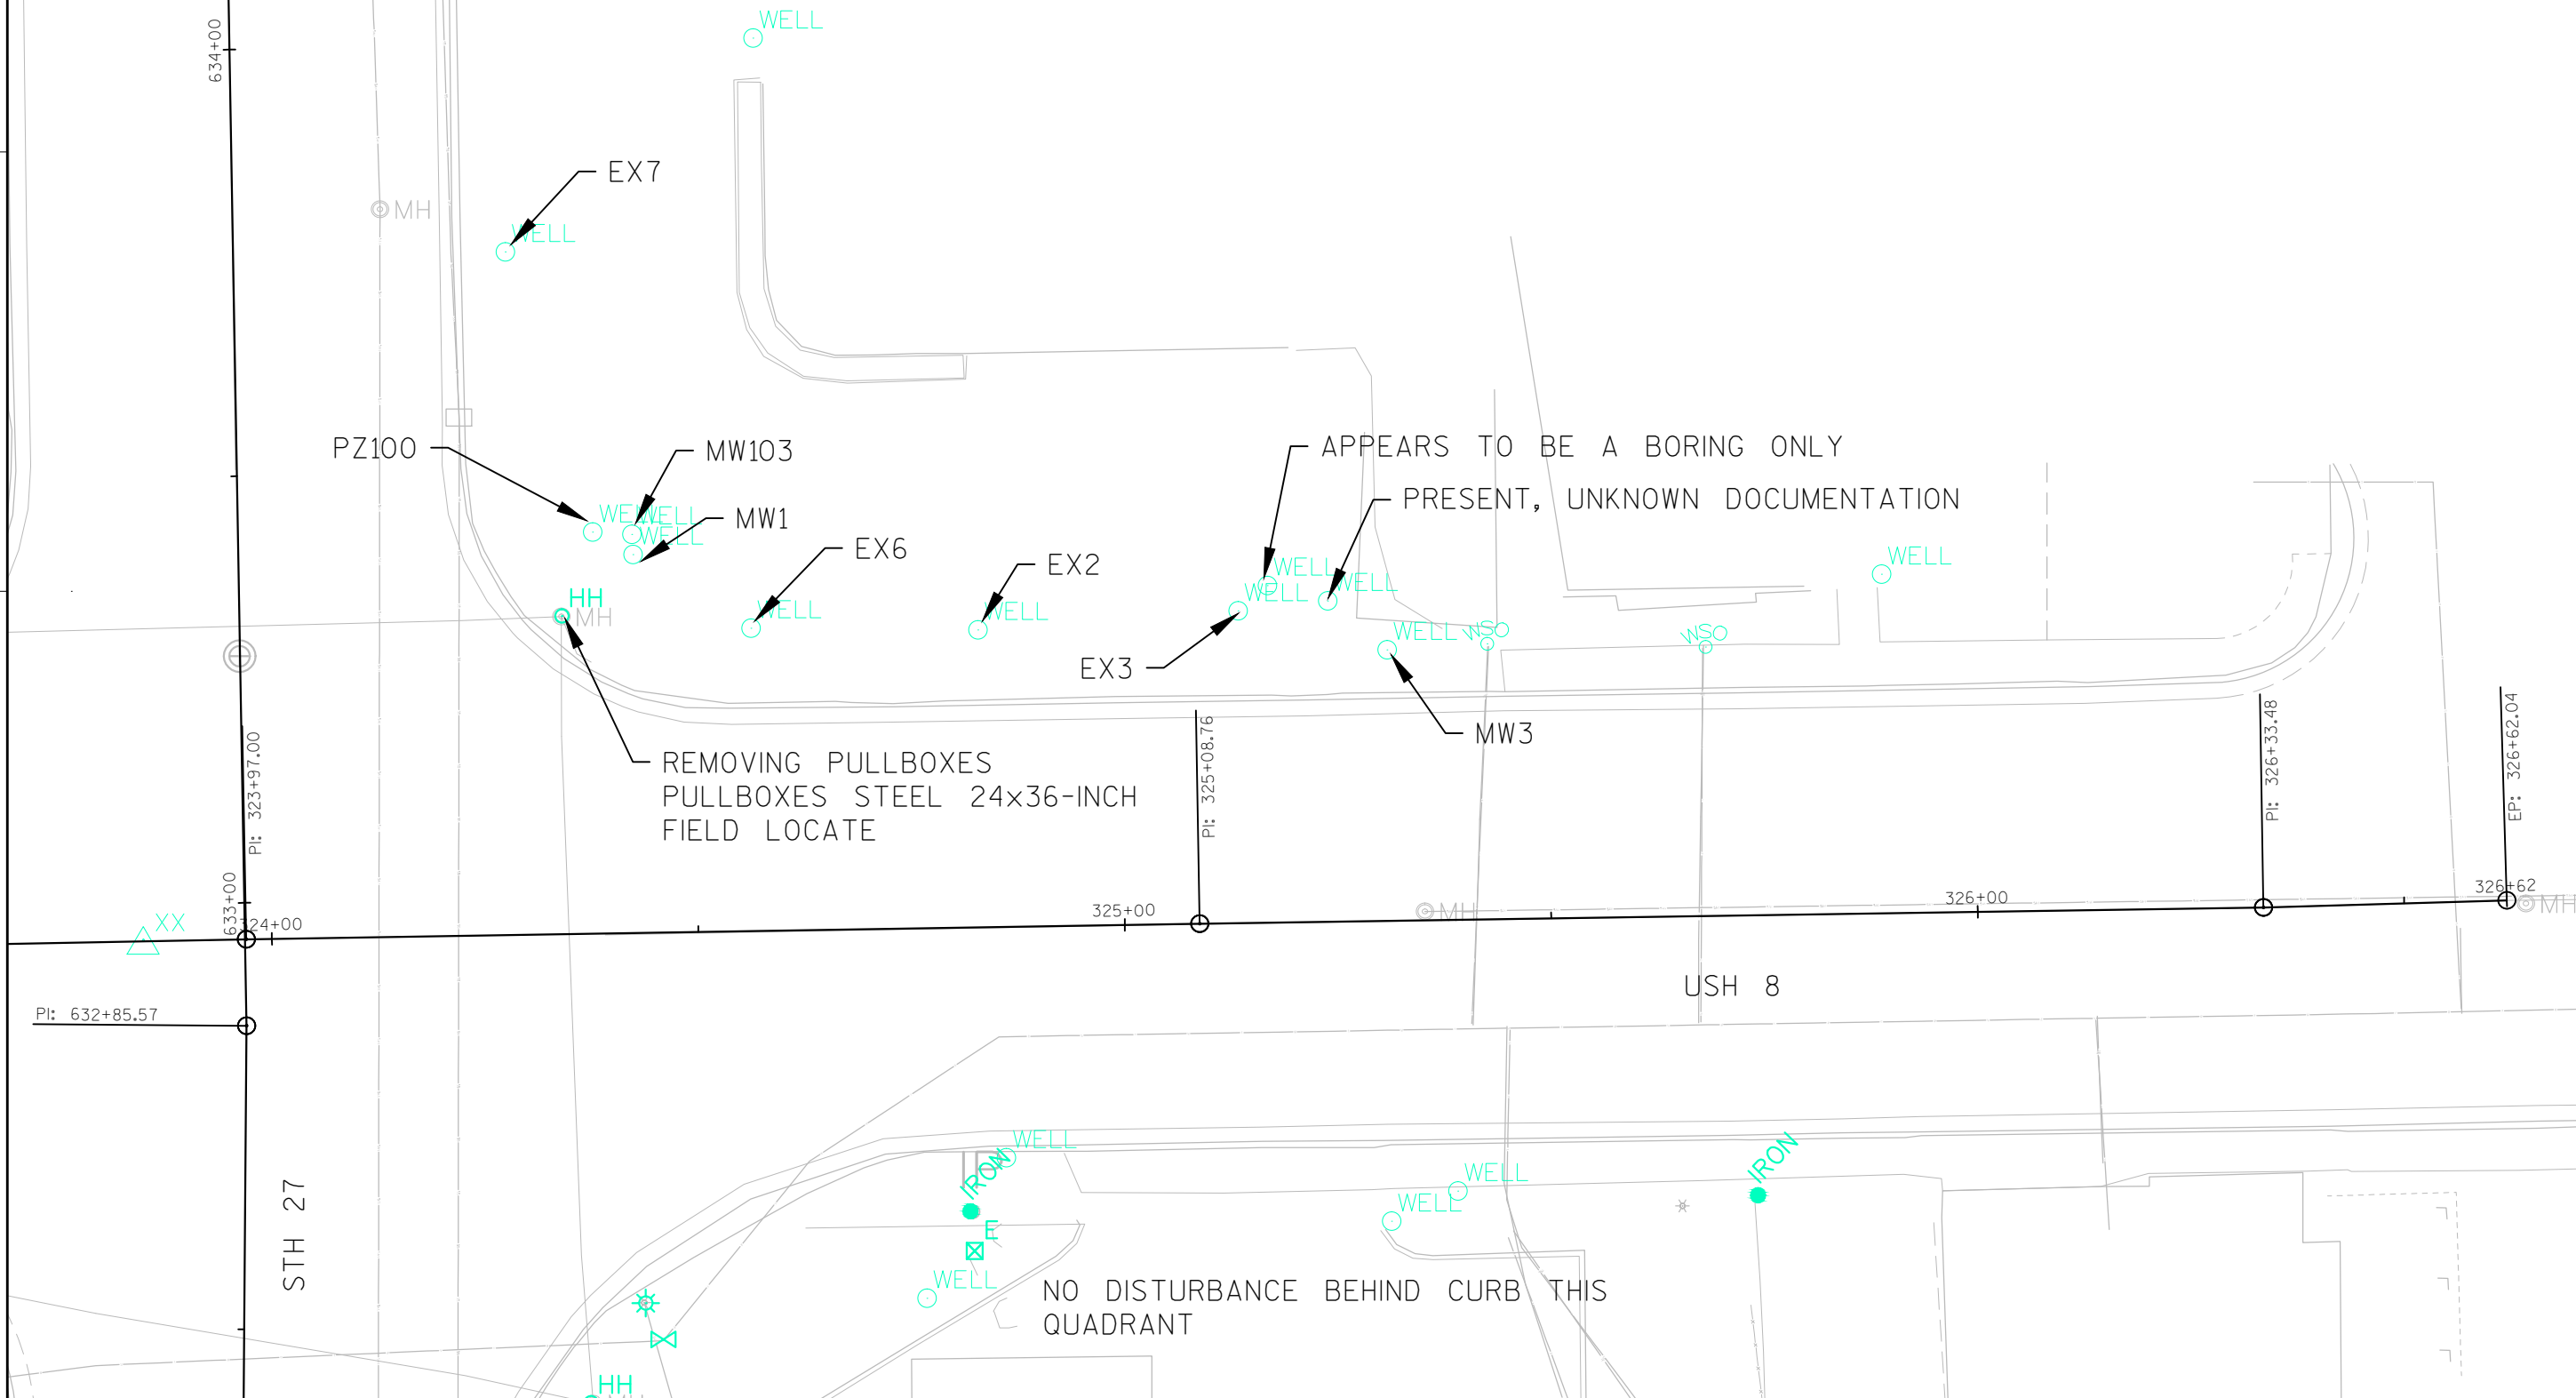 WELL
634+00
EX7
MH
WELL
PZ100
MW103
APPEARS TO BE A BORING ONLY
PRESENT, UNKNOWN DOCUMENTATION
WELL
WELL
MW1
WELL
EX6
EX2
WELL
WELL
WELL
WELL
HH
MH
WELL
WELL
WELL
WSO
WSO
EX3
MW3
REMOVING PULLBOXES
PULLBOXES STEEL 24x36-INCH
FIELD LOCATE
PI: 323+97.00
PI: 325+08.76
PI: 326+33.48
EP: 326+62.04
633+00
324+00
325+00
326+00
326+62
XX
MH
MH
USH 8
PI: 632+85.57
STH 27
WELL
IRON
WELL
WELL
IRON
E
WELL
NO DISTURBANCE BEHIND CURB THIS
QUADRANT
HH